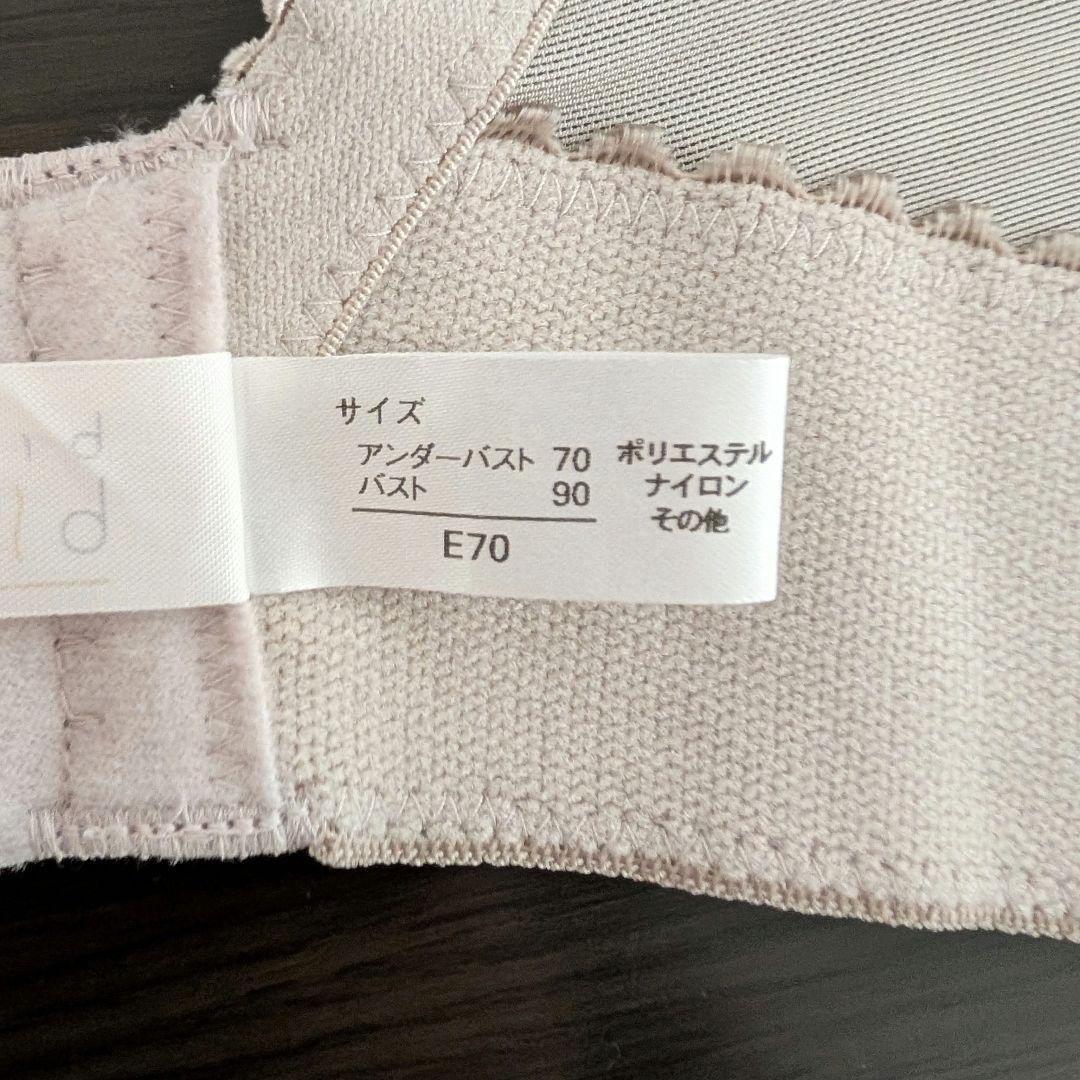 サイズ
アンダーバスト 70
バスト 90
E70
ポリエステル
ナイロン
その他